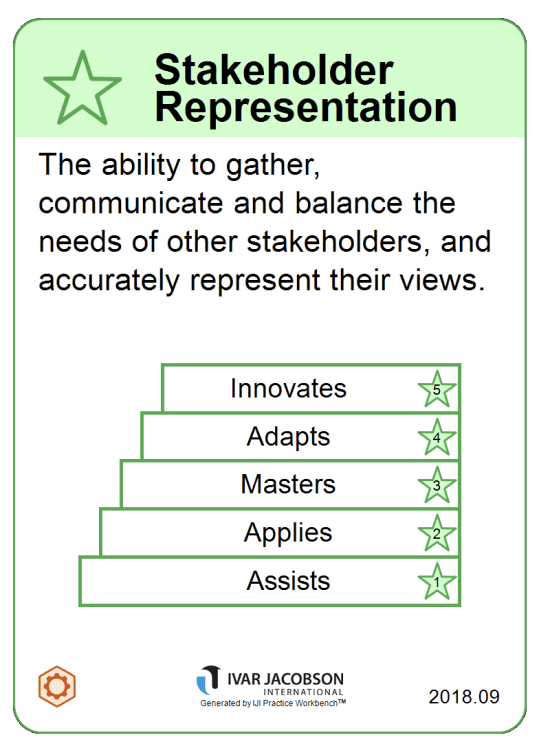 Stakeholder
Representation
The ability to gather,
communicate and balance the
needs of other stakeholders, and
accurately represent their views.
Innovates 5
Adapts 4
Masters 3
Applies 2
Assists 1
IVAR JACOBSON
INTERNATIONAL
Generated by IJI Practice Workbench™
2018.09